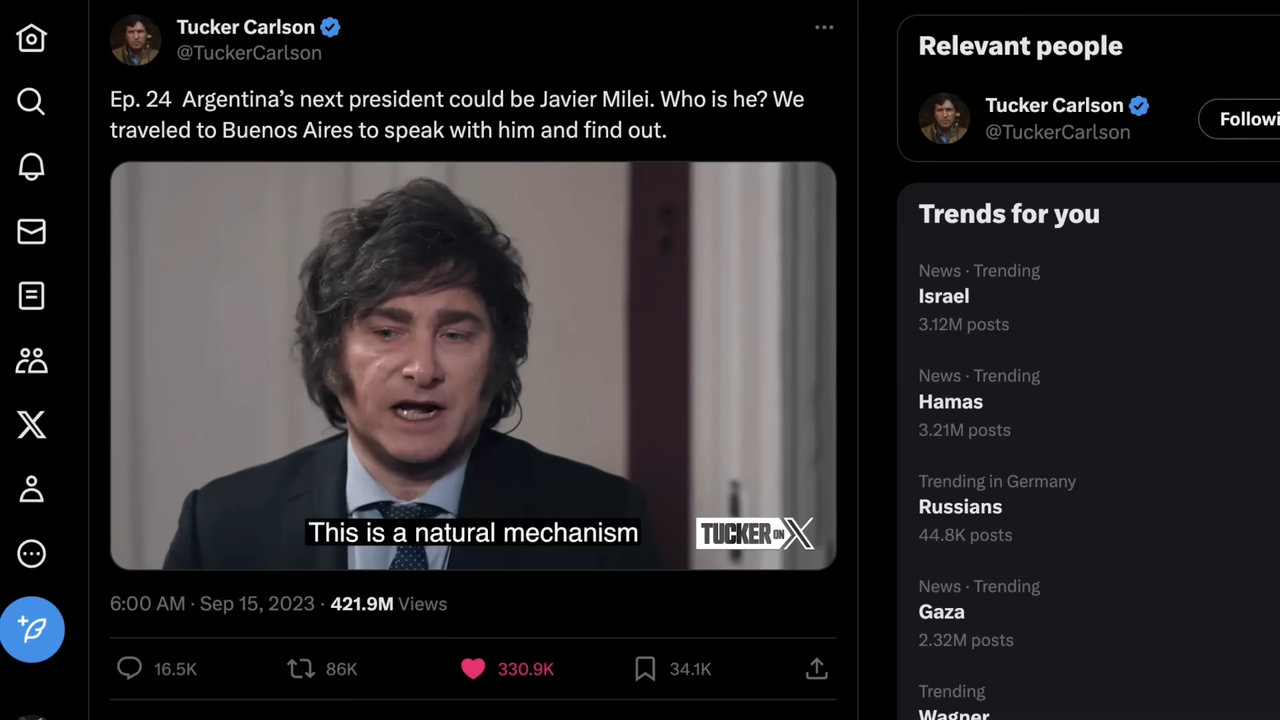 Tucker Carlson
@TuckerCarlson
Ep. 24 Argentina’s next president could be Javier Milei. Who is he? We
traveled to Buenos Aires to speak with him and find out.
This is a natural mechanism
TUCKER ON X
6:00 AM · Sep 15, 2023 · 421.9M Views
16.5K 86K 330.9K 34.1K
Relevant people
Tucker Carlson
@TuckerCarlson
Followi
Trends for you
News · Trending
Israel
3.12M posts
News · Trending
Hamas
3.21M posts
Trending in Germany
Russians
44.8K posts
News · Trending
Gaza
2.32M posts
Trending
Wagner